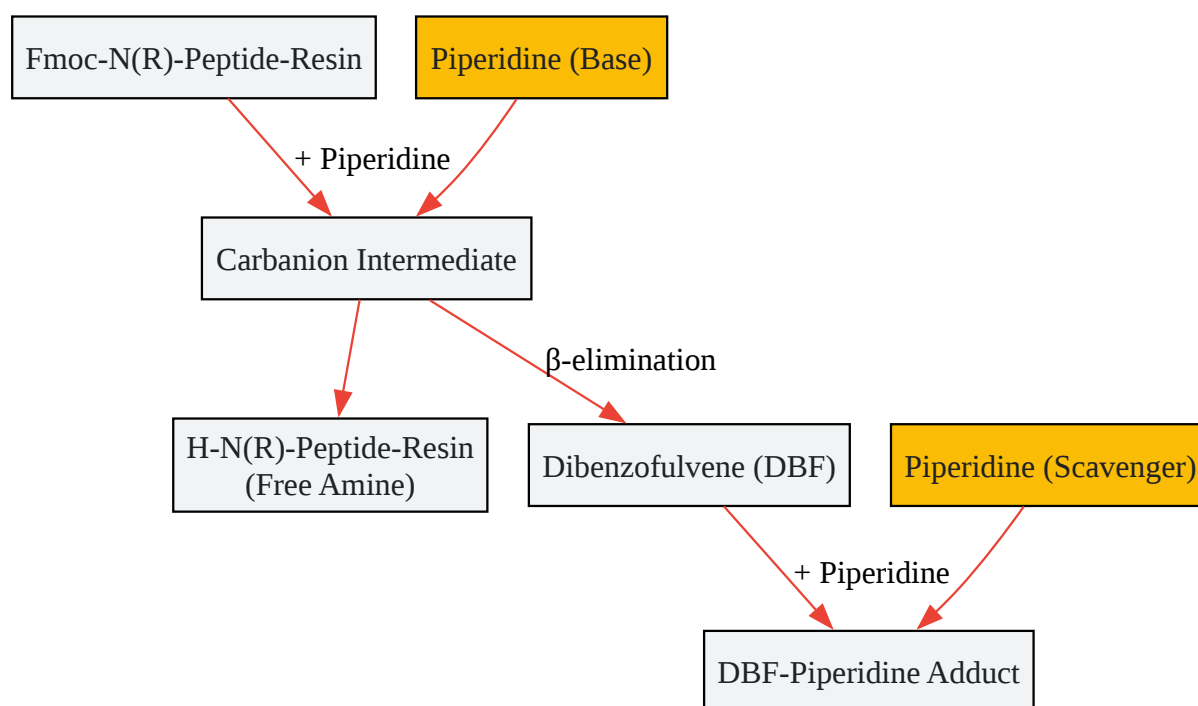 Fmoc-N(R)-Peptide-Resin
Piperidine (Base)
+ Piperidine
Carbanion Intermediate
β-elimination
H-N(R)-Peptide-Resin
(Free Amine)
Dibenzofulvene (DBF)
Piperidine (Scavenger)
+ Piperidine
DBF-Piperidine Adduct